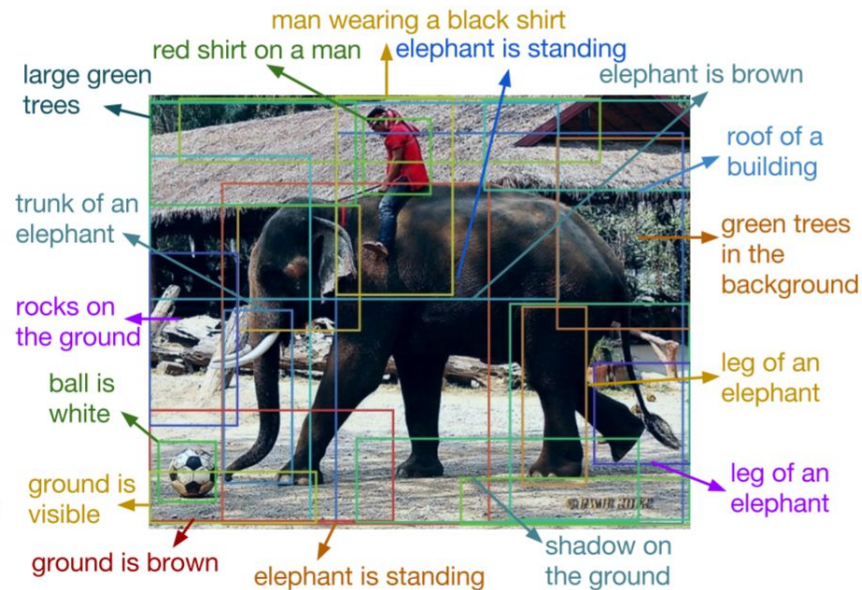 man wearing a black shirt
red shirt on a man
elephant is standing
large green
trees
elephant is brown
roof of a
building
trunk of an
elephant
green trees
in the
background
rocks on
the ground
leg of an
elephant
ball is
white
leg of an
elephant
ground is
visible
ground is brown
elephant is standing
shadow on
the ground